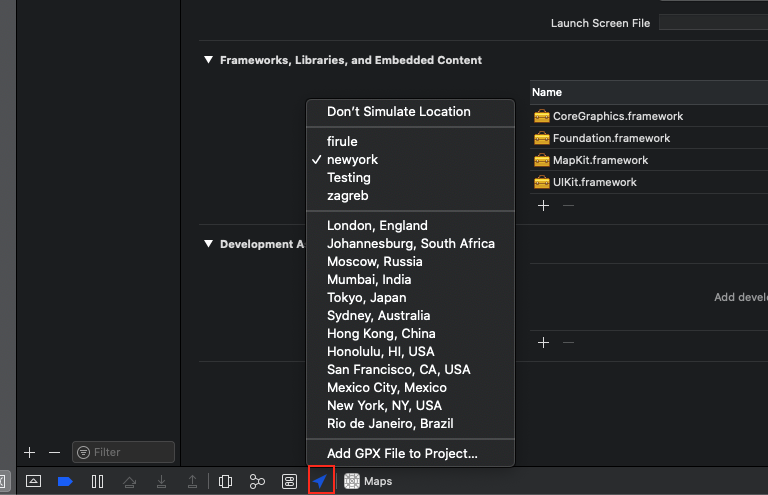 Launch Screen File
Frameworks, Libraries, and Embedded Content
Name
Don't Simulate Location
CoreGraphics.framework
Foundation.framework
firule
newyork
MapKit.framework
Testing
UIKit.framework
zagreb
London, England
Development As
Johannesburg, South Africa
Moscow, Russia
Mumbai, India
Tokyo, Japan
Add develo
Sydney, Australia
Hong Kong, China
Honolulu, HI, USA
San Francisco, CA, USA
Mexico City, Mexico
New York, NY, USA
Rio de Janeiro, Brazil
Filter
Add GPX File to Project...
Maps